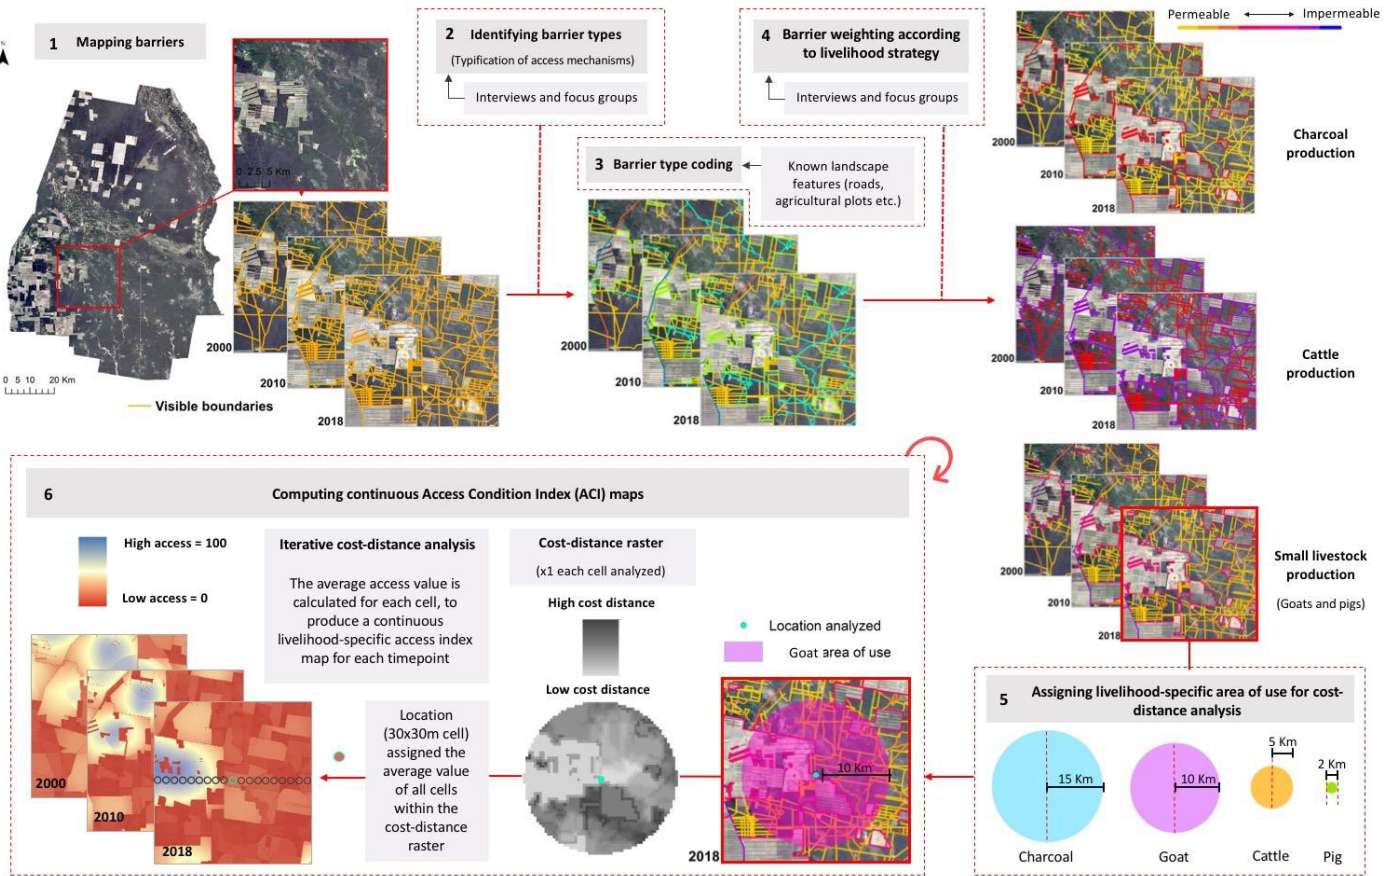 1 Mapping barriers
N
0 2.5 5 Km
0 5 10 20 Km
Visible boundaries
2000
2010
2018
2 Identifying barrier types
(Typification of access mechanisms)
Interviews and focus groups
3 Barrier type coding
Known landscape
features (roads,
agricultural plots etc.)
2000
2010
2018
4 Barrier weighting according
to livelihood strategy
Interviews and focus groups
Permeable
Impermeable
2000
2010
2018
Charcoal
production
2000
2010
2018
Cattle
production
2000
2010
2018
Small livestock
production
(Goats and pigs)
5 Assigning livelihood-specific area of use for cost-
distance analysis
15 Km
10 Km
5 Km
2 Km
Charcoal
Goat
Cattle
Pig
6 Computing continuous Access Condition Index (ACI) maps
High access = 100
Low access = 0
Iterative cost-distance analysis
The average access value is
calculated for each cell, to
produce a continuous
livelihood-specific access index
map for each timepoint
Cost-distance raster
(x1 each cell analyzed)
High cost distance
Low cost distance
Location analyzed
Goat area of use
10 Km
2018
Location
(30x30m cell)
assigned the
average value
of all cells
within the
cost-distance
raster
2000
2010
2018